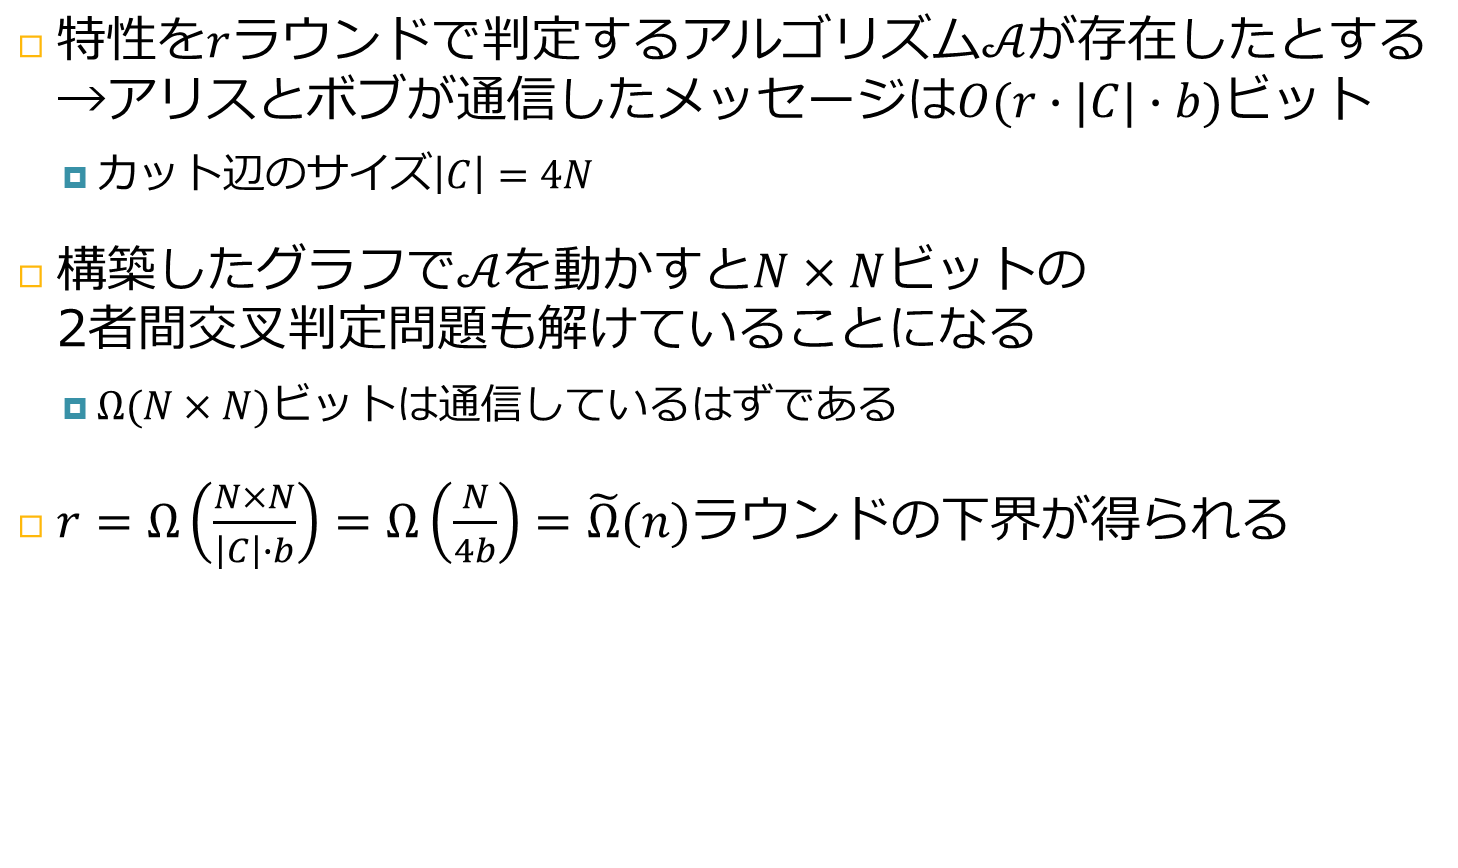 特性を𝑟ラウンドで判定するアルゴリズム𝒜が存在したとする
→アリスとボブが通信したメッセージは𝑂(𝑟 · |𝐶| · 𝑏)ビット
カット辺のサイズ|𝐶| = 4𝑁
構築したグラフで𝒜を動かすと𝑁 × 𝑁ビットの
2者間交叉判定問題も解けていることになる
Ω(𝑁 × 𝑁)ビットは通信しているはずである
𝑟 = Ω(𝑁×𝑁/|𝐶|·𝑏) = Ω(𝑁/4𝑏) = Ω̃(𝑛)ラウンドの下界が得られる